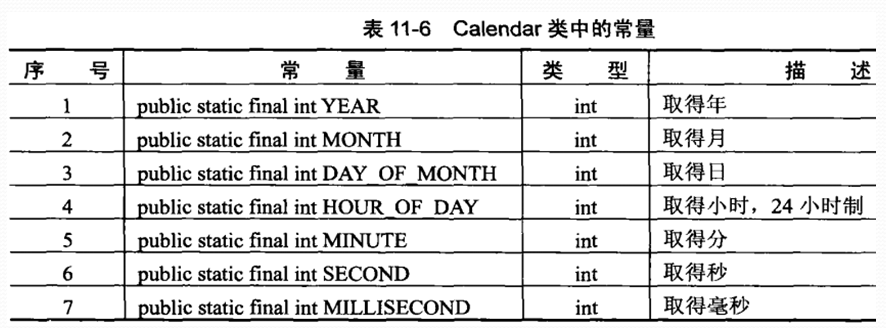 表 11-6 Calendar 类中的常量
序 号 常 量 类 型 描 述
1 public static final int YEAR int 取得年
2 public static final int MONTH int 取得月
3 public static final int DAY_OF_MONTH int 取得日
4 public static final int HOUR_OF_DAY int 取得小时，24 小时制
5 public static final int MINUTE int 取得分
6 public static final int SECOND int 取得秒
7 public static final int MILLISECOND int 取得毫秒